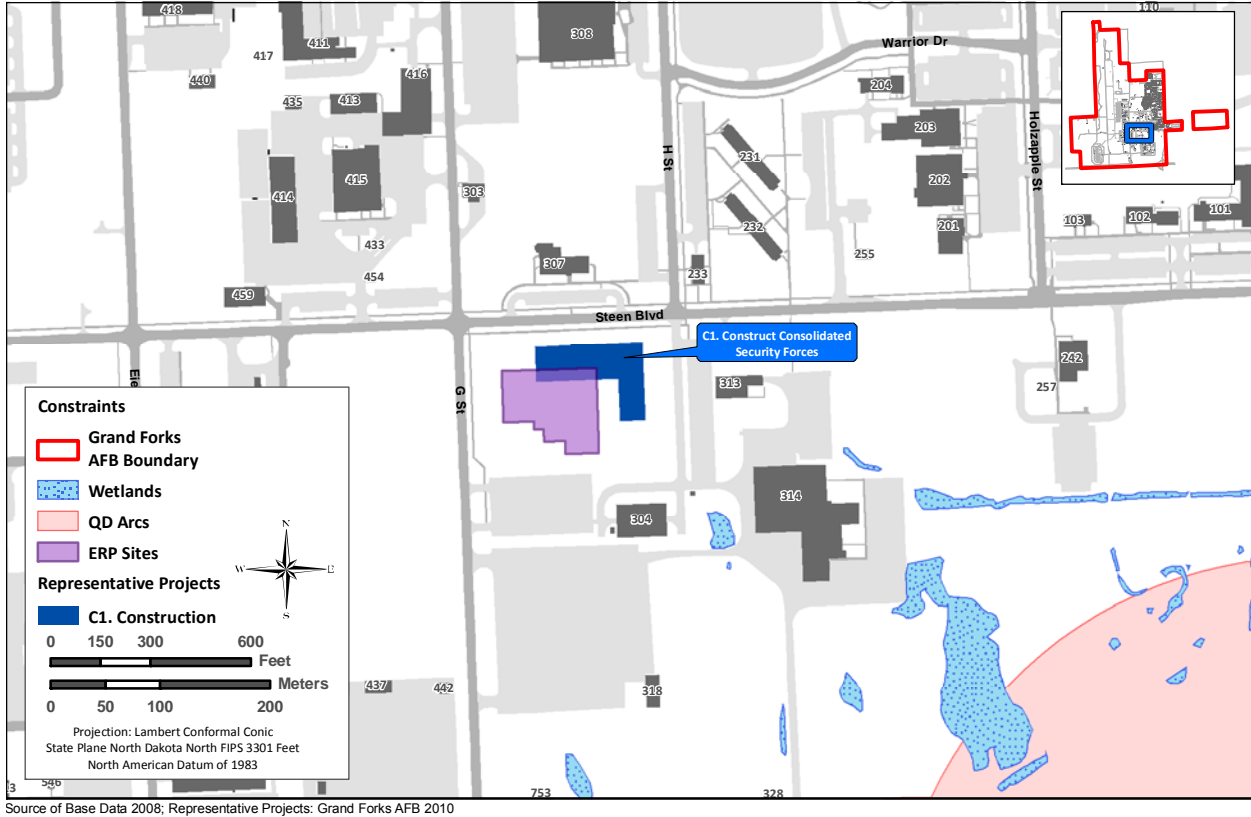 418
411
417
308
110
Warrior Dr
440
416
435
413
204
203
231
H St
Holzapple St
414
415
303
202
232
103
102
101
201
433
255
454
307
233
459
Steen Blvd
C1. Construct Consolidated
Security Forces
242
313
257
G St
Constraints
Grand Forks
AFB Boundary
Wetlands
QD Arcs
ERP Sites
Representative Projects
C1. Construction
N
W
E
S
0 150 300 600
Feet
Meters
0 50 100 200
Projection: Lambert Conformal Conic
State Plane North Dakota North FIPS 3301 Feet
North American Datum of 1983
314
304
437
442
318
546
753
328
Source of Base Data 2008; Representative Projects: Grand Forks AFB 2010